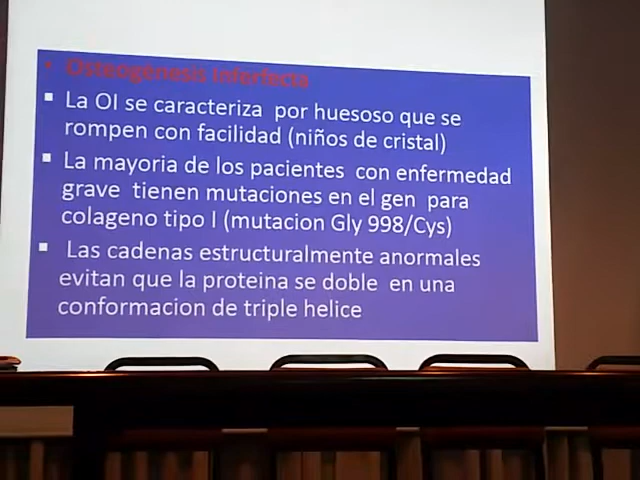 • Osteogenesis Inferfecta
▪ La OI se caracteriza por huesoso que se
rompen con facilidad (niños de cristal)
▪ La mayoria de los pacientes con enfermedad
grave tienen mutaciones en el gen para
colageno tipo I (mutacion Gly 998/Cys)
▪ Las cadenas estructuralmente anormales
evitan que la proteina se doble en una
conformacion de triple helice